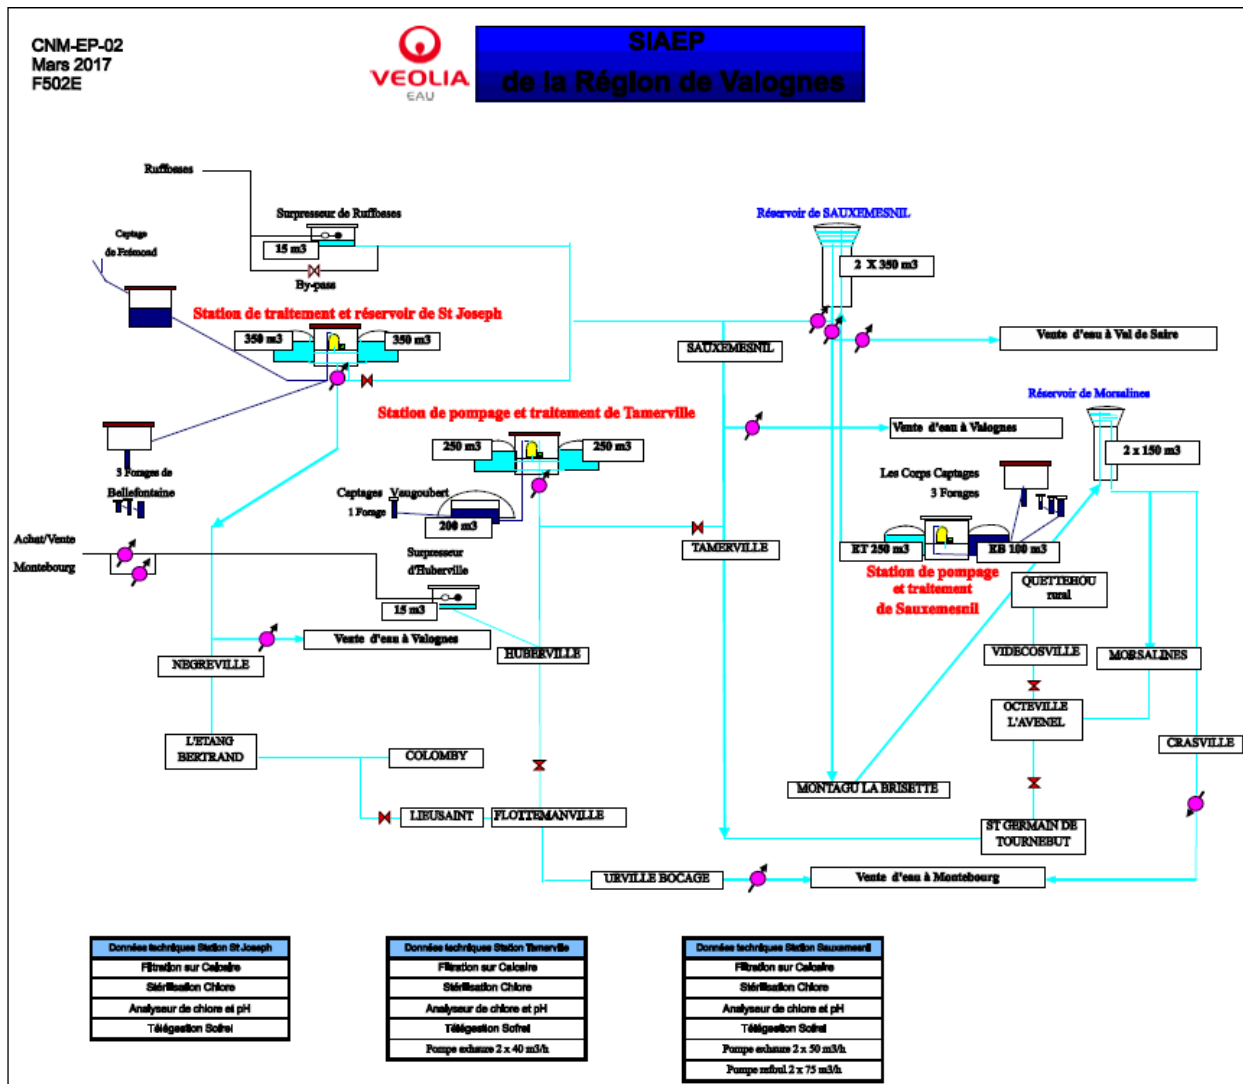 CNM-EP-02
Mars 2017
F502E
VEOLIA
EAU
SIAEP
de la Région de Valognes
Ruffosses
Surpresseur de Ruffosses
15 m3
By-pass
Captage
de Frémond
Réservoir de SAUXEMESNIL
2 X 350 m3
Station de traitement et réservoir de St Joseph
350 m3
350 m3
SAUXEMESNIL
Vente d'eau à Val de Saire
Réservoir de Morsalines
2 x 150 m3
Station de pompage et traitement de Tamerville
250 m3
250 m3
Vente d'eau à Valognes
3 Forages de
Bellefontaine
Captages Vaugoubert
1 Forage
200 m3
Les Corps Captages
3 Forages
Achat/Vente
Montebourg
Surpresseur
d'Huberville
15 m3
TAMERVILLE
ET 250 m3
EB 100 m3
Station de pompage
et traitement
de Sauxemesnil
QUETTEHOU
rural
Vente d'eau à Valognes
NEGREVILLE
HUBERVILLE
VIDECOSVILLE
MORSALINES
OCTEVILLE
L'AVENEL
L'ETANG
BERTRAND
COLOMBY
CRASVILLE
MONTAGU LA BRISETTE
LIEUSAINT
FLOTTEMANVILLE
ST GERMAIN DE
TOURNEBUT
URVILLE BOCAGE
Vente d'eau à Montebourg
Données techniques Station St Joseph
Filtration sur Calcaire
Stérilisation Chlore
Analyseur de chlore et pH
Télégestion Sofrel
Données techniques Station Tamerville
Filtration sur Calcaire
Stérilisation Chlore
Analyseur de chlore et pH
Télégestion Sofrel
Pompe exhaure 2 x 40 m3/h
Données techniques Station Sauxemesnil
Filtration sur Calcaire
Stérilisation Chlore
Analyseur de chlore et pH
Télégestion Sofrel
Pompe exhaure 2 x 50 m3/h
Pompe refoul 2 x 75 m3/h